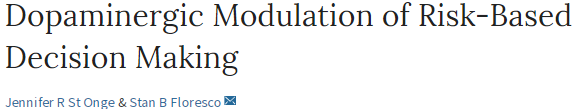 Dopaminergic Modulation of Risk-Based
Decision Making
Jennifer R St Onge & Stan B Floresco